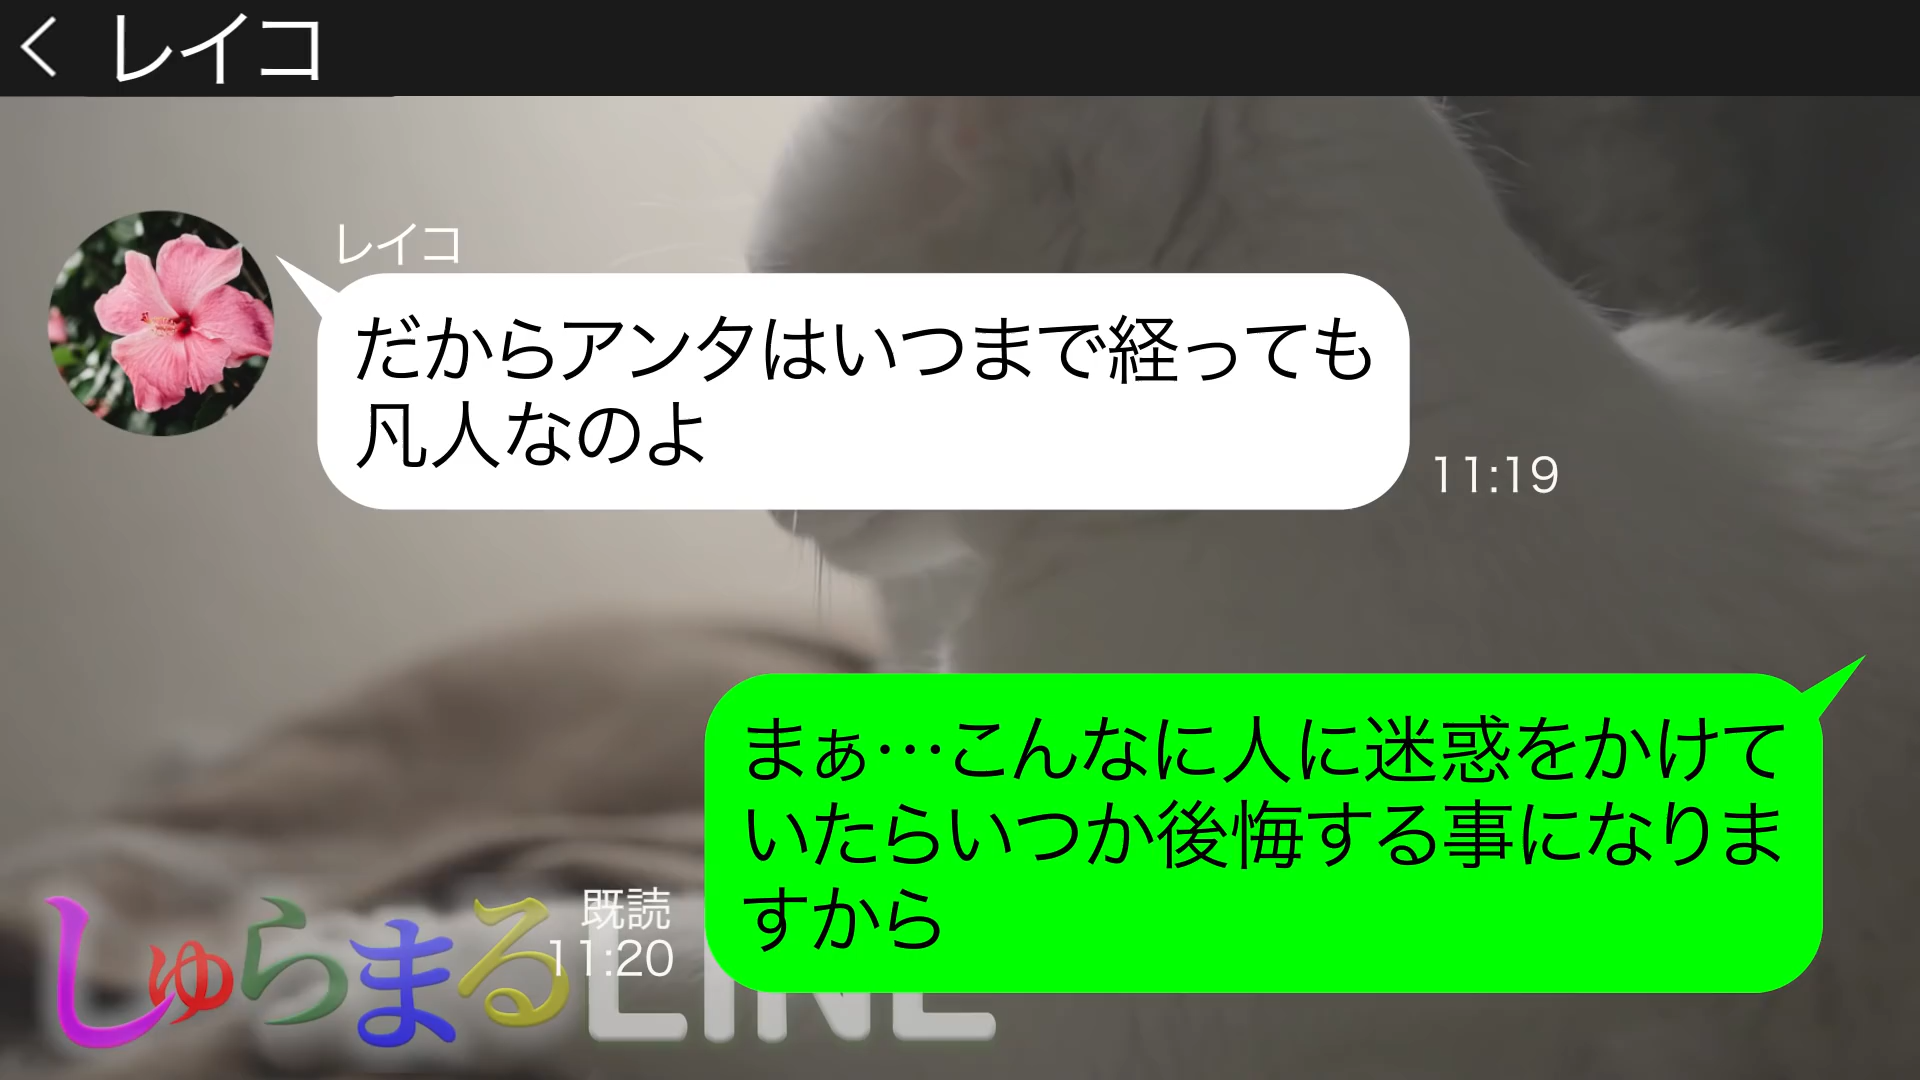 レイコ
レイコ
だからアンタはいつまで経っても
凡人なのよ
11:19
まぁ…こんなに人に迷惑をかけて
いたらいつか後悔する事になりま
すから
既読
11:20
しゅらまるLINE